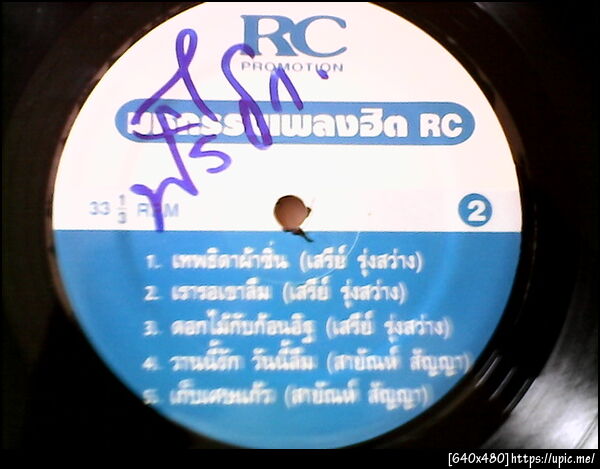 RC
PROMOTION
มหกรรมเพลงฮิต RC
33 1/3 RPM
2
1. เทพธิดาผ้าซิ่น (เสรีย์ รุ่งสว่าง)
2. เรารอเขาลืม (เสรีย์ รุ่งสว่าง)
3. ดอกไม้กับก้อนอิฐ (เสรีย์ รุ่งสว่าง)
4. วานนี้รัก วันนี้ลืม (สายัณห์ สัญญา)
5. เก็บเศษแก้ว (สายัณห์ สัญญา)
[640x480]https://upic.me/